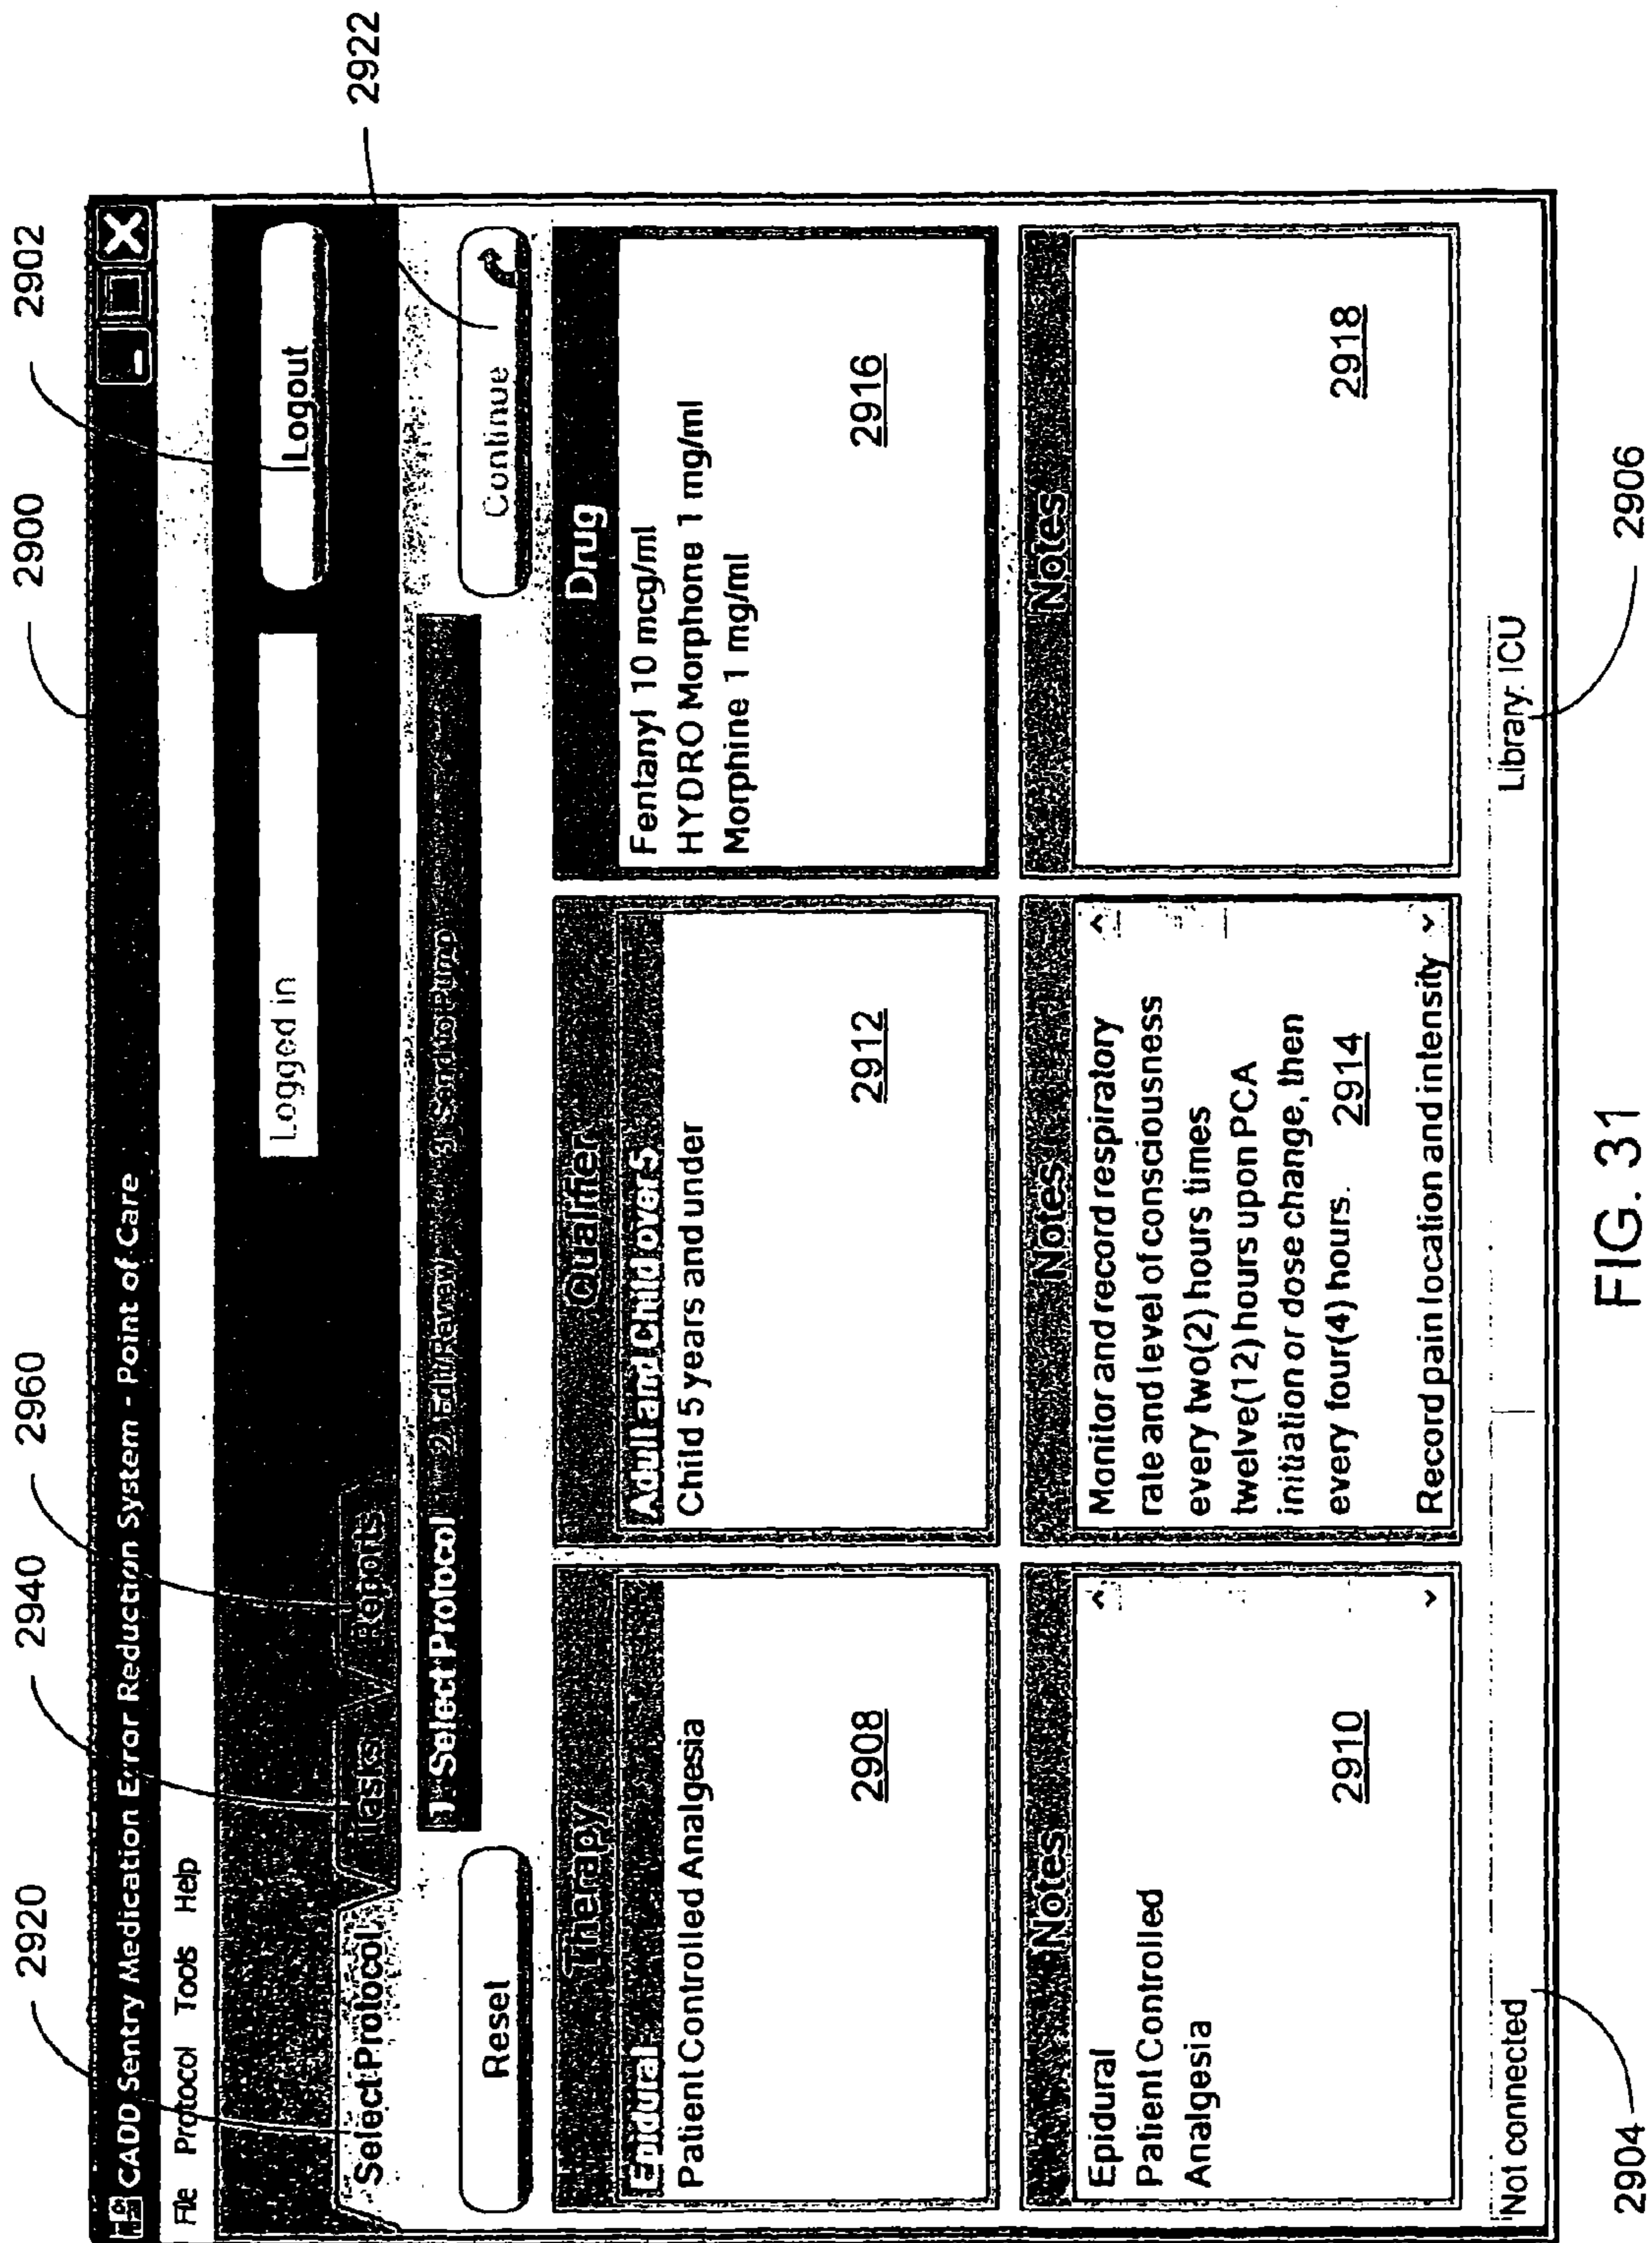 2920
2940
2960
2900
2902
CADD Sentry Medication Error Reduction System - Point of Care
File Protocol Tools Help
Logged in
Logout
Select Protocol
Tasks
Reports
2922
Reset
1. Select Protocol
2. Edit/Review
3. Send to Pump
Continue
Therapy
Epidural
Patient Controlled Analgesia
2908
Qualifier
Adult and Child over 5
Child 5 years and under
2912
Drug
Fentanyl 10 mcg/ml
HYDRO Morphone 1 mg/ml
Morphine 1 mg/ml
2916
Notes
Epidural
Patient Controlled
Analgesia
2910
Notes
Monitor and record respiratory
rate and level of consciousness
every two(2) hours times
twelve(12) hours upon PCA
initiation or dose change, then
every four(4) hours.
2914
Record pain location and intensity
Notes
2918
Not connected
Library: ICU
2904
2906
FIG. 31